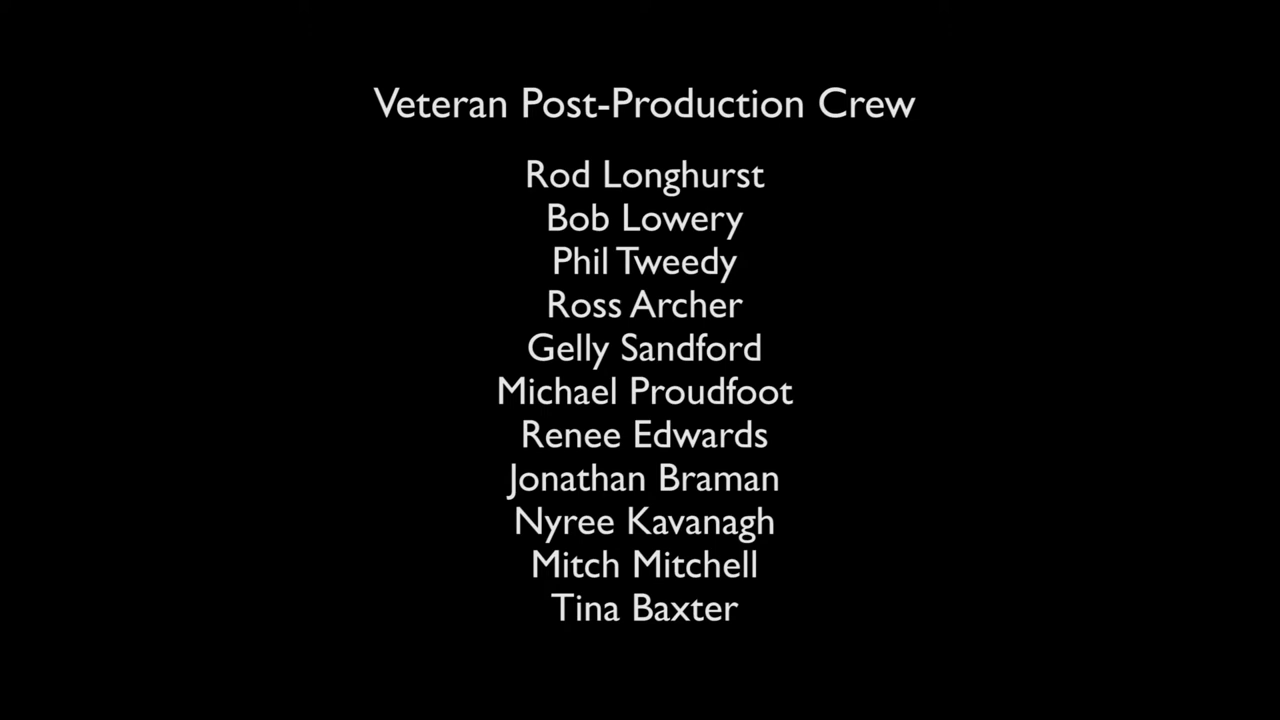 Veteran Post-Production Crew
Rod Longhurst
Bob Lowery
Phil Tweedy
Ross Archer
Gelly Sandford
Michael Proudfoot
Renee Edwards
Jonathan Braman
Nyree Kavanagh
Mitch Mitchell
Tina Baxter